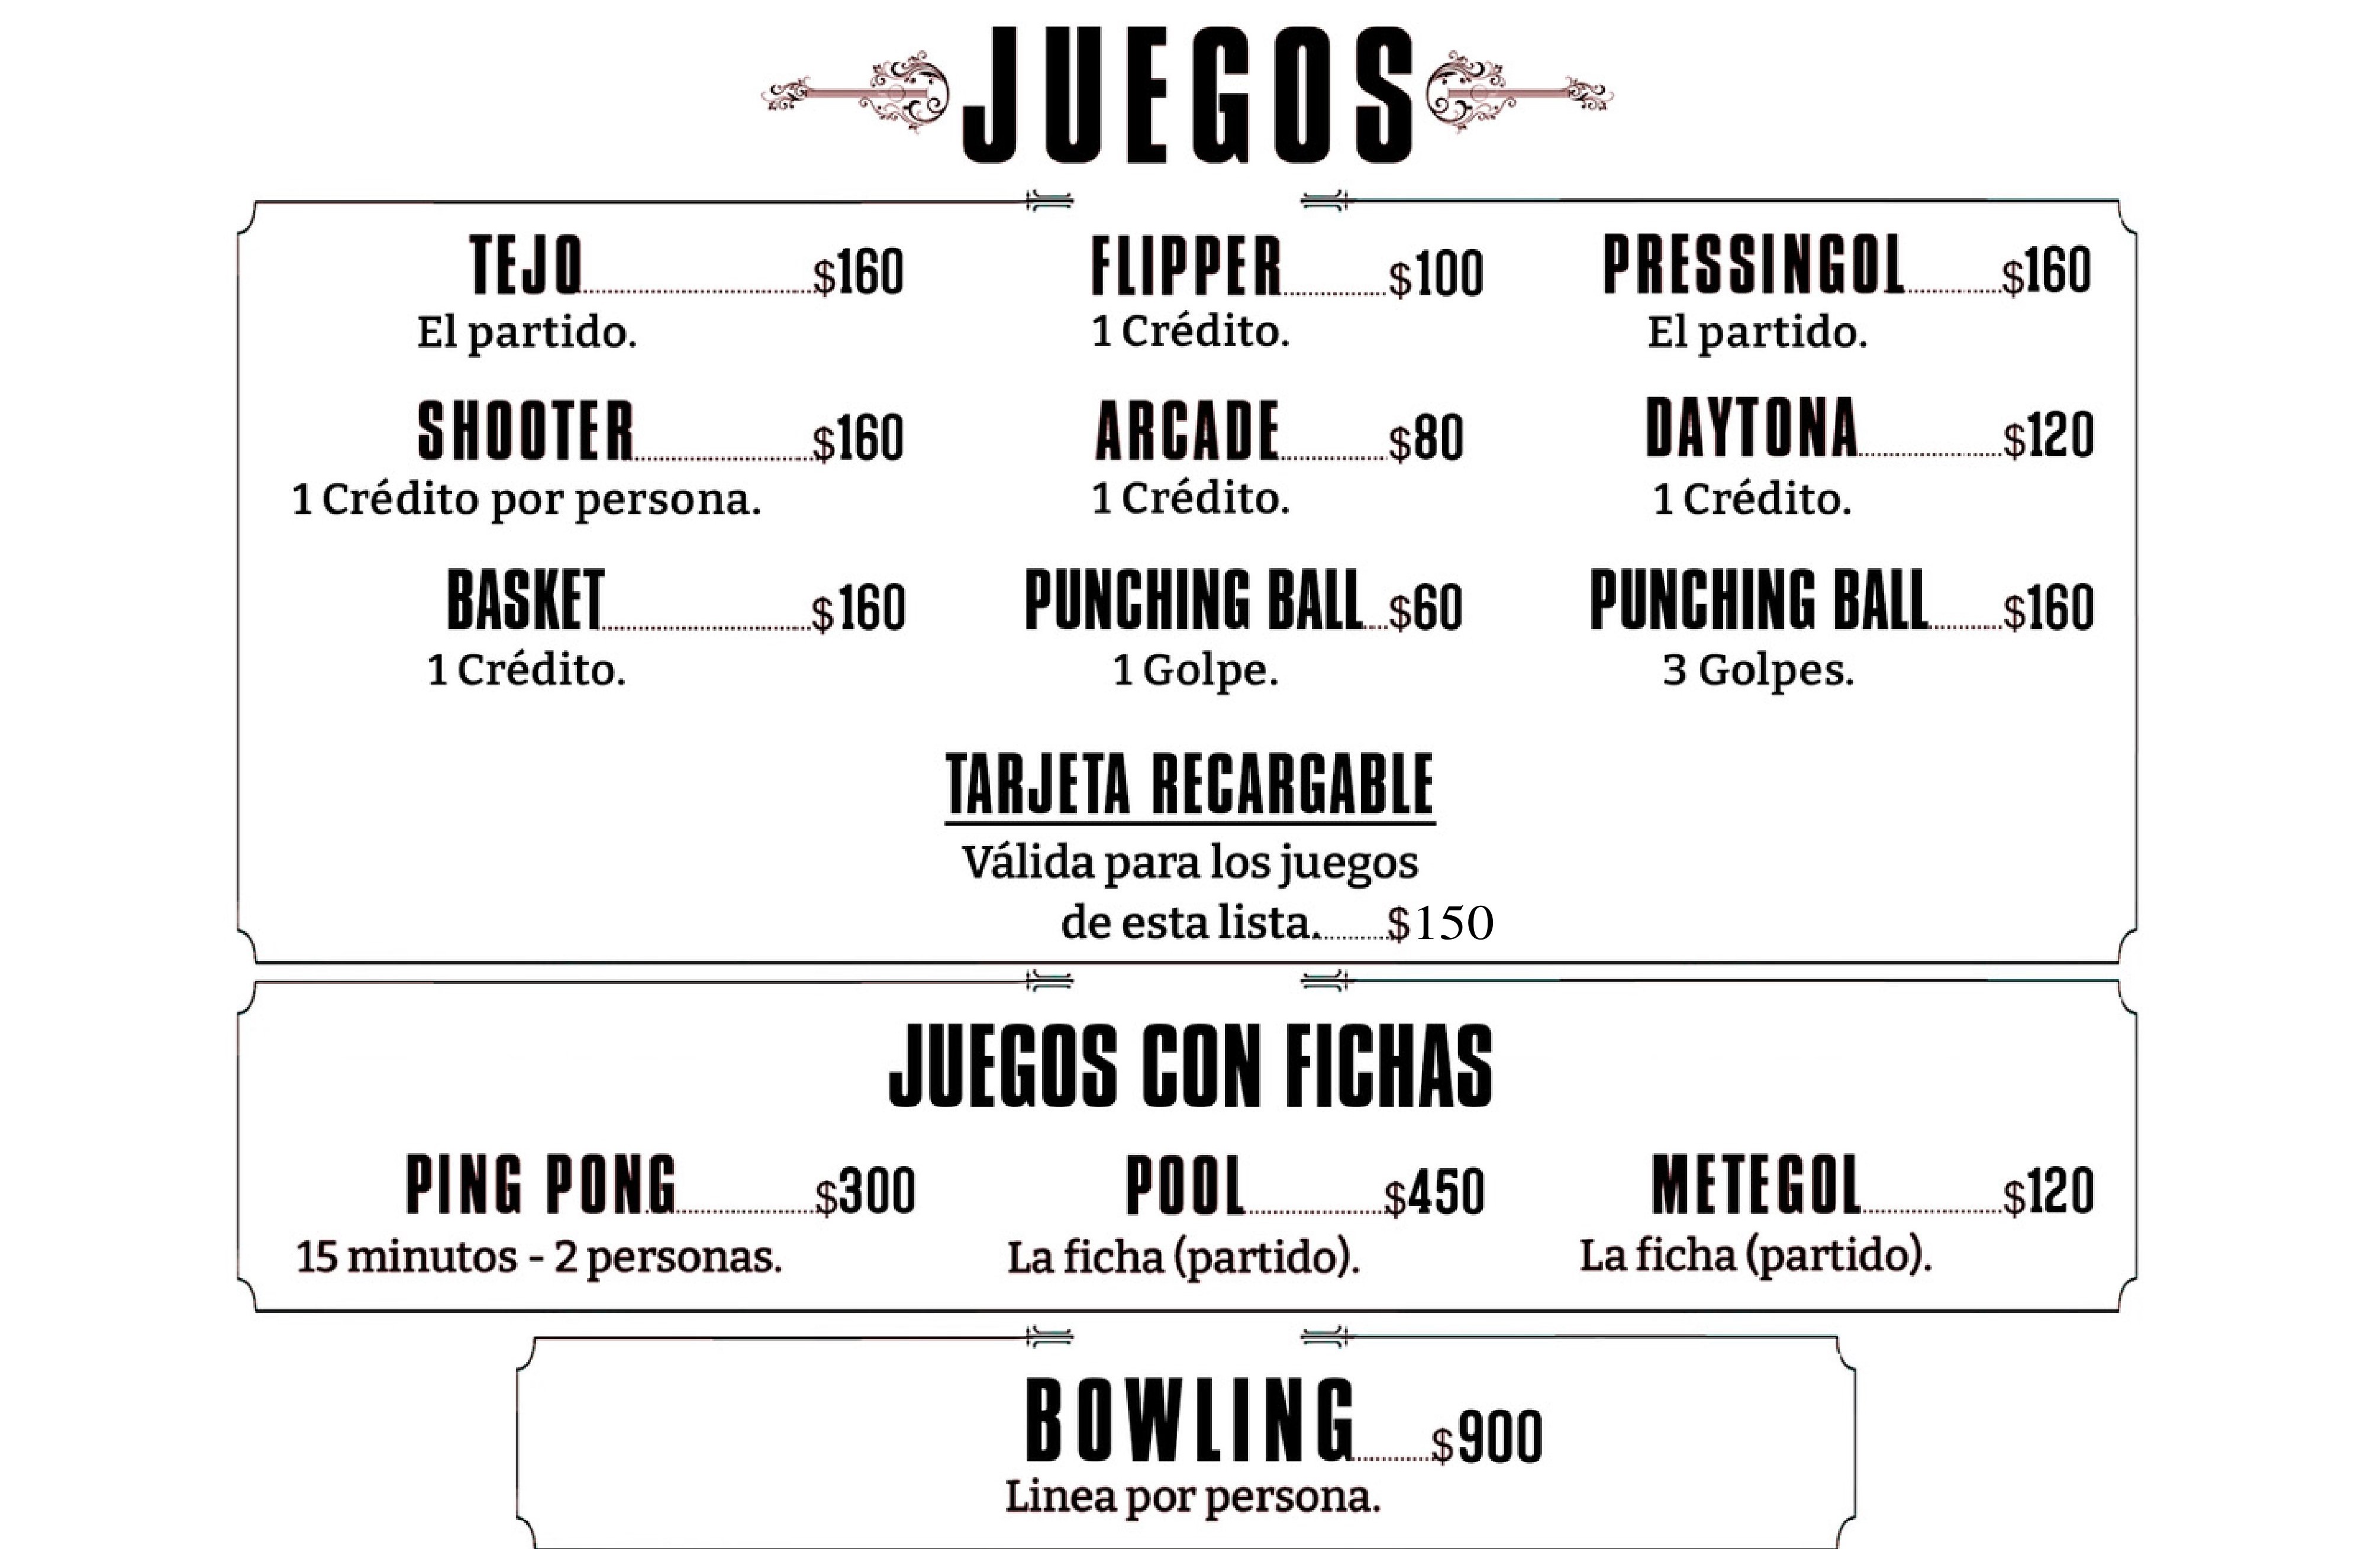 JUEGOS
TEJO........$160
El partido.
FLIPPER........$100
1 Crédito.
PRESSINGOL........$160
El partido.
SHOOTER........$160
1 Crédito por persona.
ARCADE........$80
1 Crédito.
DAYTONA........$120
1 Crédito.
BASKET........$160
1 Crédito.
PUNCHING BALL...$60
1 Golpe.
PUNCHING BALL........$160
3 Golpes.
TARJETA RECARGABLE
Válida para los juegos
de esta lista........$150
JUEGOS CON FICHAS
PING PONG........$300
15 minutos - 2 personas.
POOL........$450
La ficha (partido).
METEGOL........$120
La ficha (partido).
BOWLING........$900
Linea por persona.